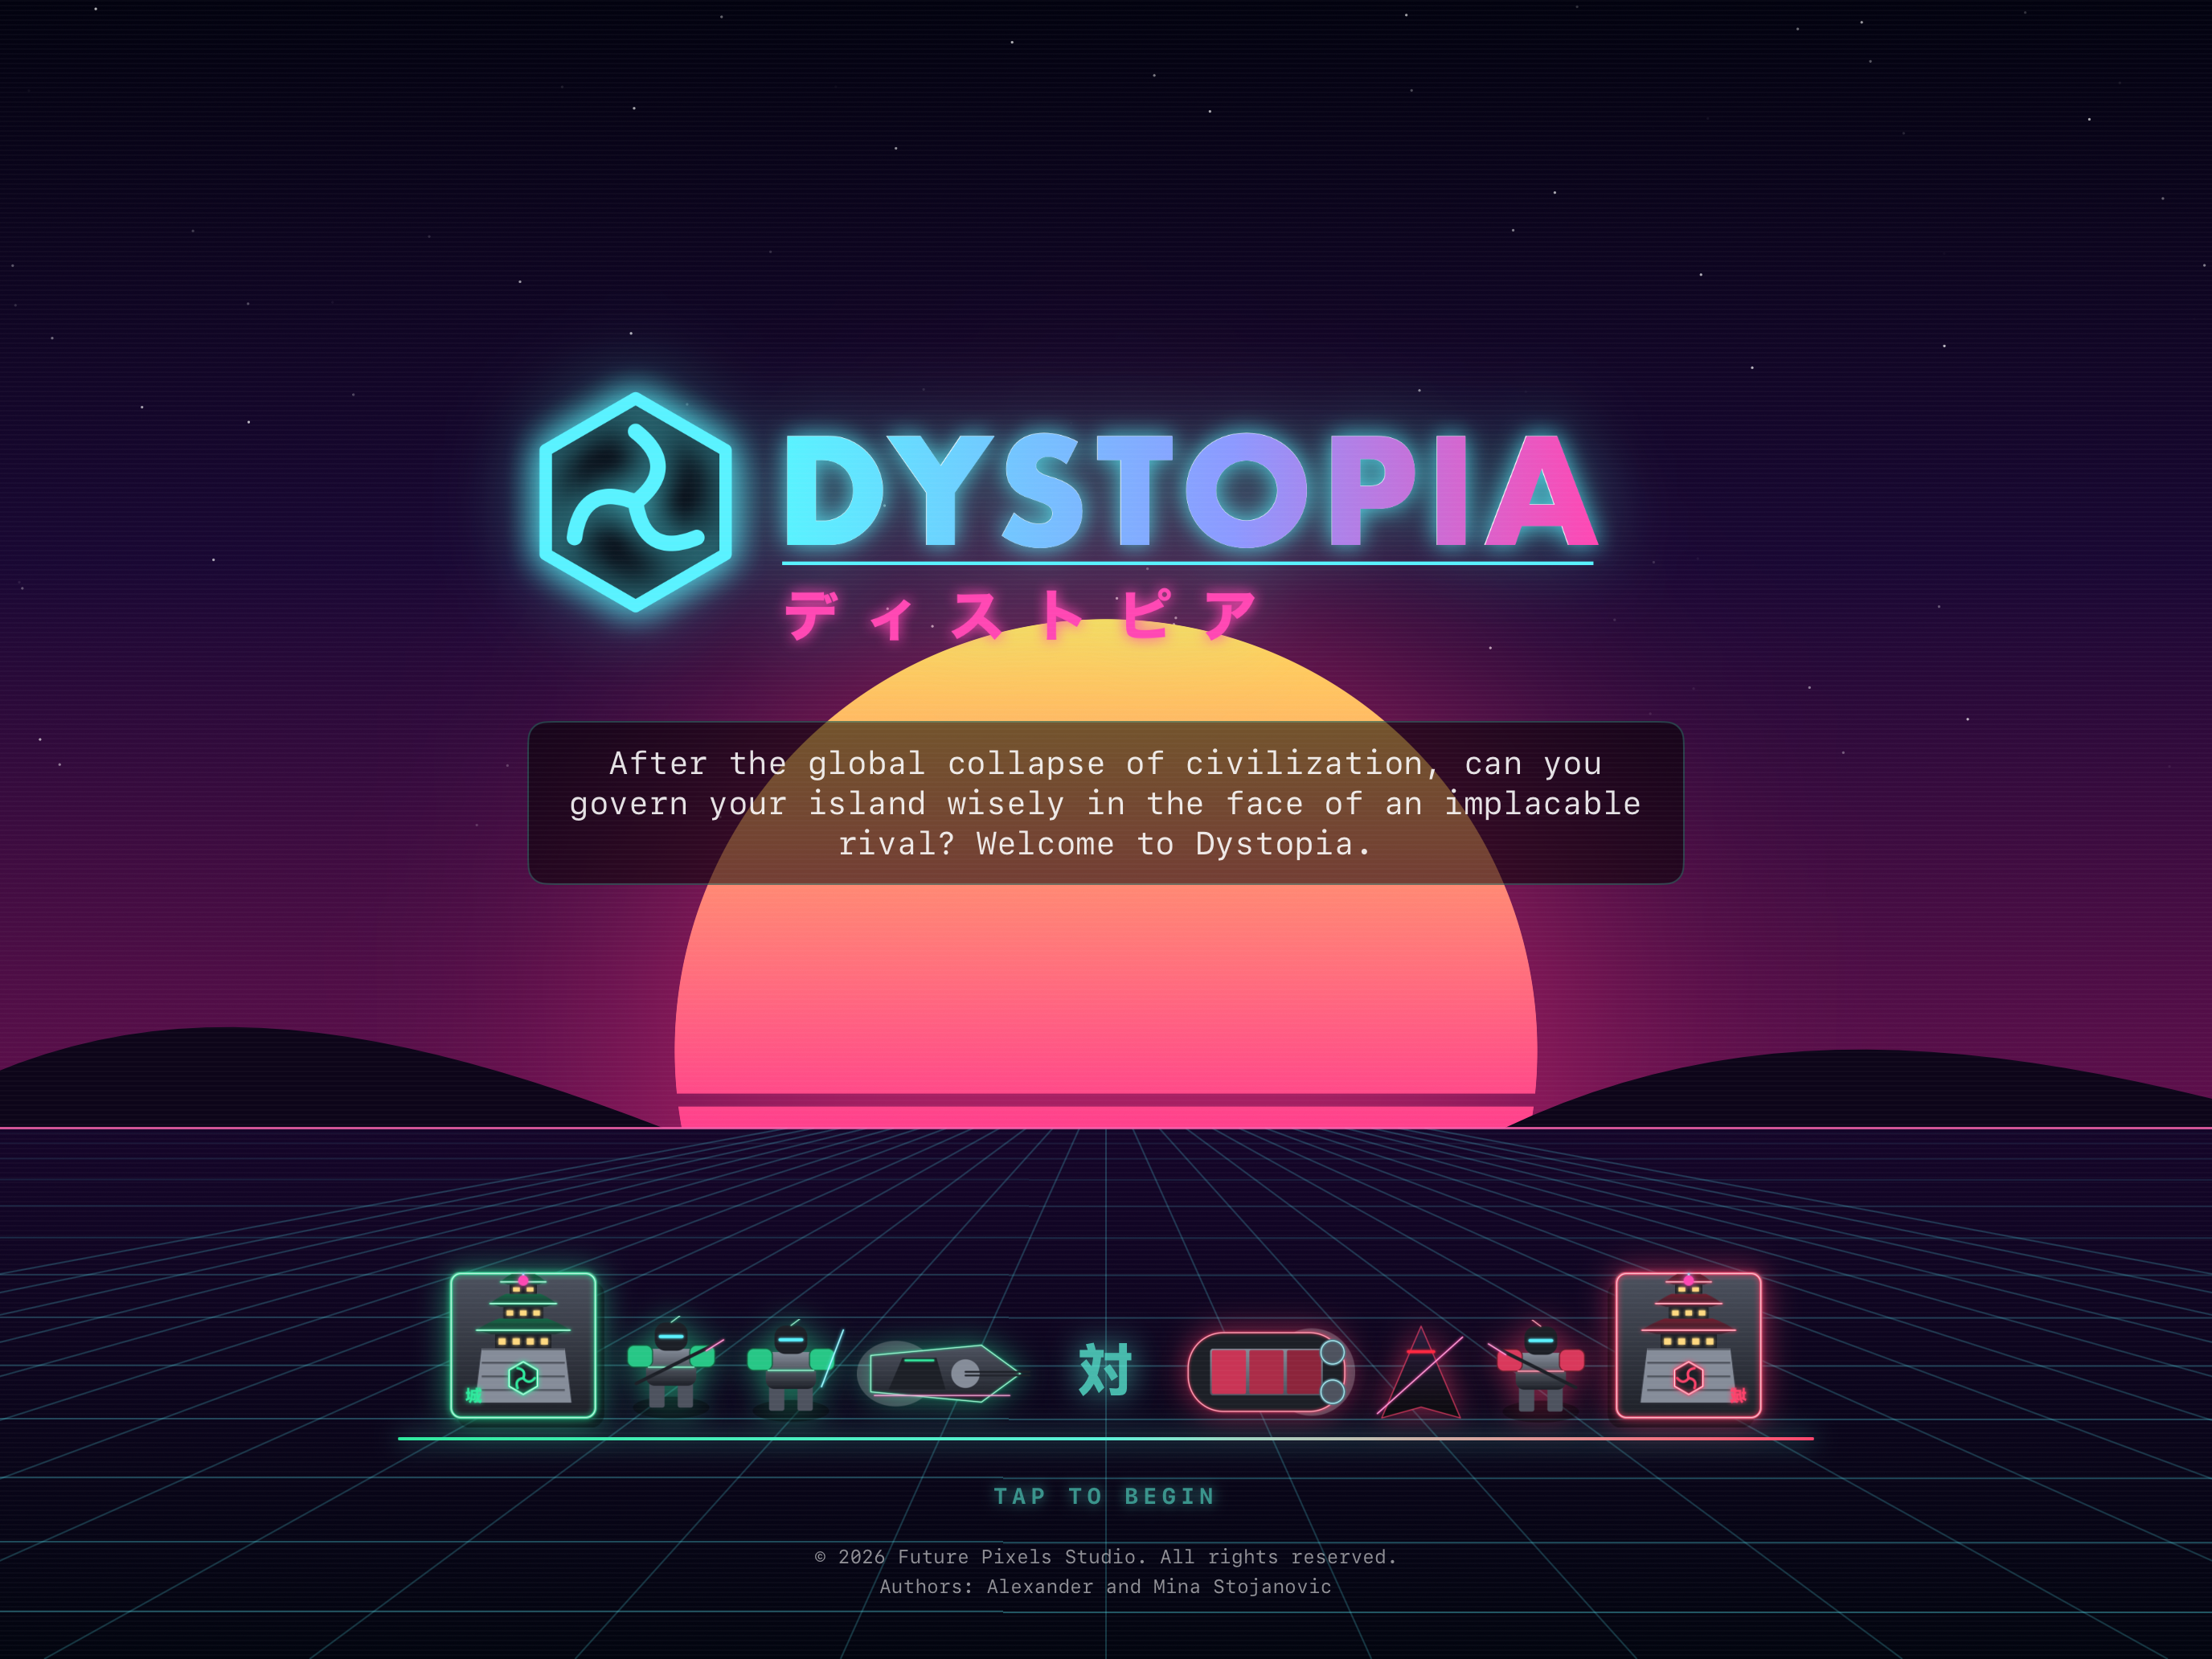 DYSTOPIA
ディストピア
After the global collapse of civilization, can you
govern your island wisely in the face of an implacable
rival? Welcome to Dystopia.
城
対
TAP TO BEGIN
© 2026 Future Pixels Studio. All rights reserved.
Authors: Alexander and Mina Stojanovic